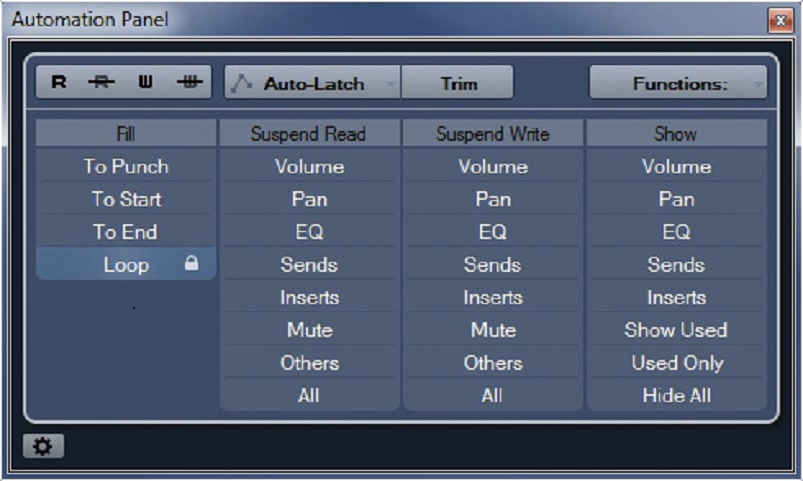 Automation Panel
R R W W Auto-Latch Trim Functions:
Fill Suspend Read Suspend Write Show
To Punch Volume Volume Volume
To Start Pan Pan Pan
To End EQ EQ EQ
Loop Sends Sends Sends
Inserts Inserts Inserts
Mute Mute Show Used
Others Others Used Only
All All Hide All